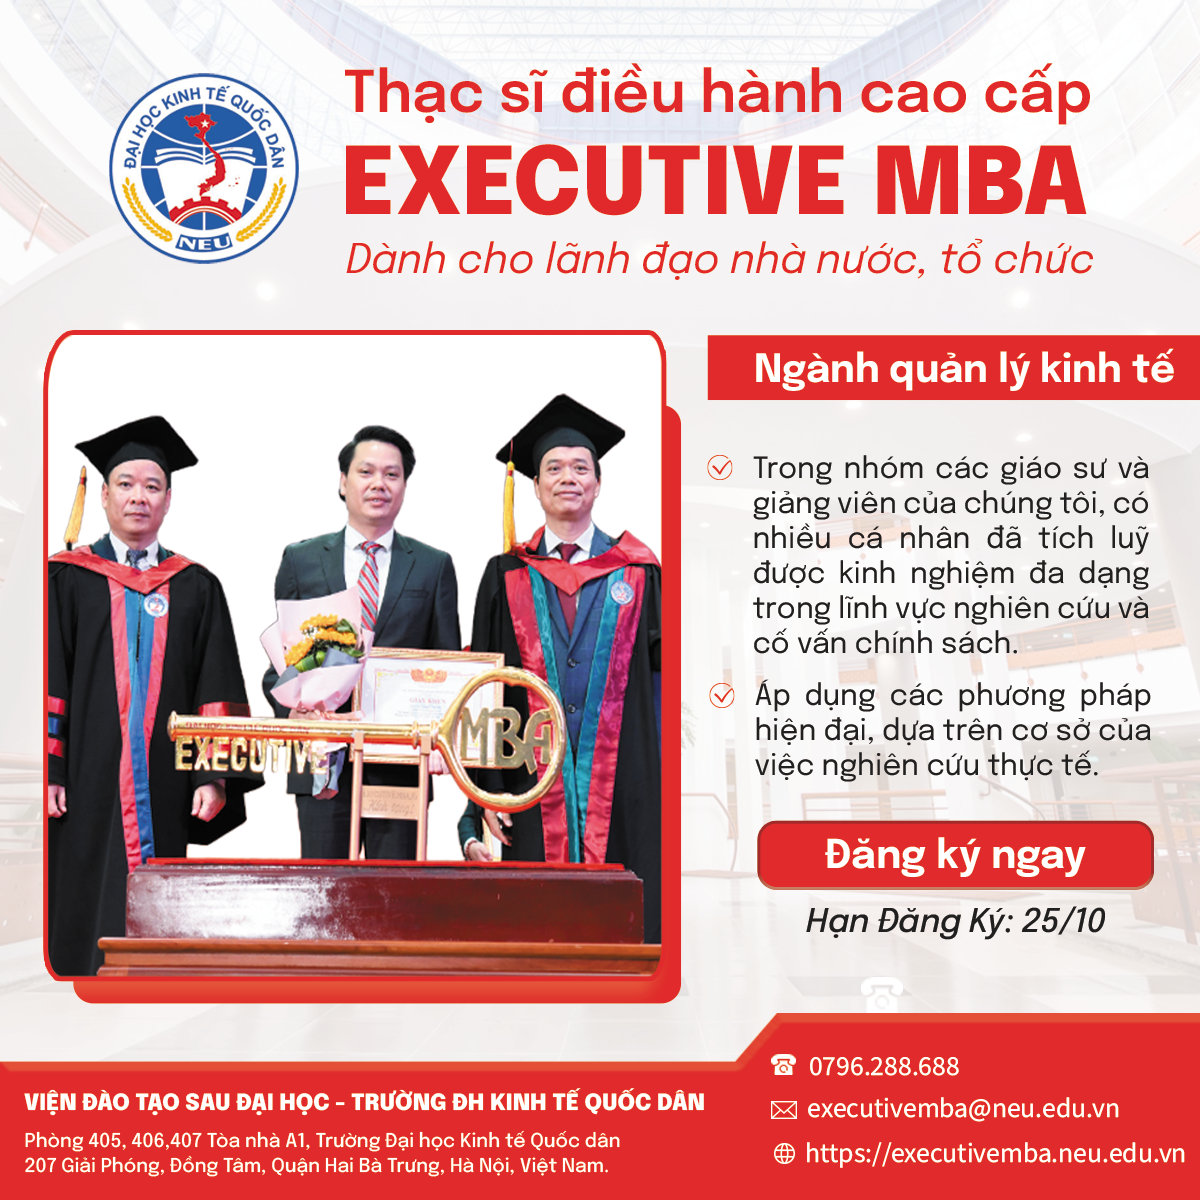 ĐẠI HỌC KINH TẾ QUỐC DÂN
NEU
Thạc sĩ điều hành cao cấp
EXECUTIVE MBA
Dành cho lãnh đạo nhà nước, tổ chức
Ngành quản lý kinh tế
Trong nhóm các giáo sư và
giảng viên của chúng tôi, có
nhiều cá nhân đã tích luỹ
được kinh nghiệm đa dạng
trong lĩnh vực nghiên cứu và
cố vấn chính sách.
Áp dụng các phương pháp
hiện đại, dựa trên cơ sở của
việc nghiên cứu thực tế.
EXECUTIVE
MBA
Đăng ký ngay
Hạn Đăng Ký: 25/10
VIỆN ĐÀO TẠO SAU ĐẠI HỌC - TRƯỜNG ĐH KINH TẾ QUỐC DÂN
Phòng 405, 406,407 Tòa nhà A1, Trường Đại học Kinh tế Quốc dân
207 Giải Phóng, Đồng Tâm, Quận Hai Bà Trưng, Hà Nội, Việt Nam.
0796.288.688
executivemba@neu.edu.vn
https://executivemba.neu.edu.vn